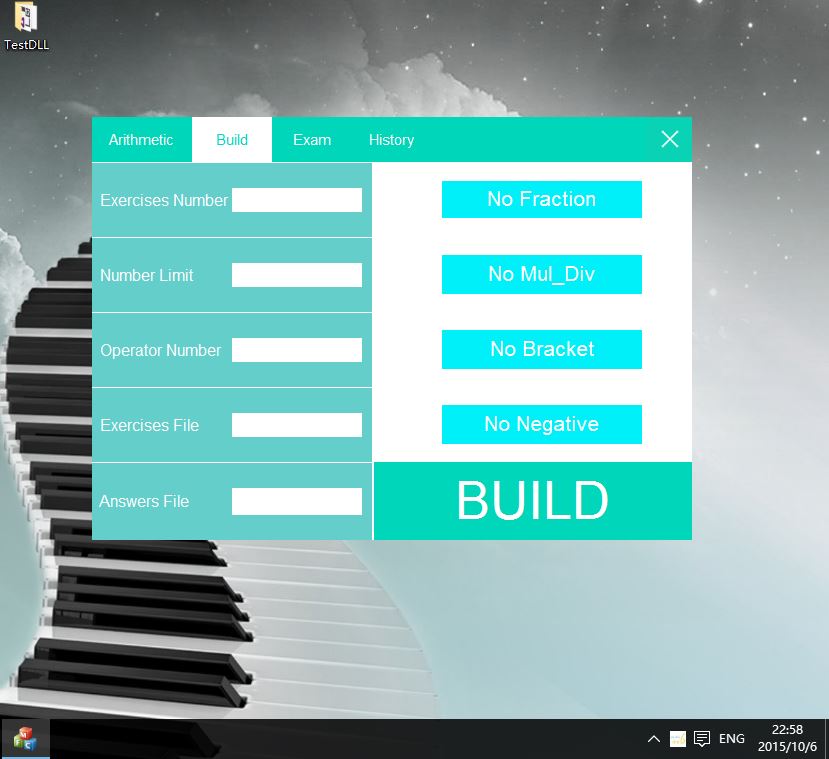 TestDLL
Arithmetic Build Exam History
Exercises Number
No Fraction
Number Limit
No Mul_Div
Operator Number
No Bracket
Exercises File
No Negative
Answers File
BUILD
ENG
22:58
2015/10/6